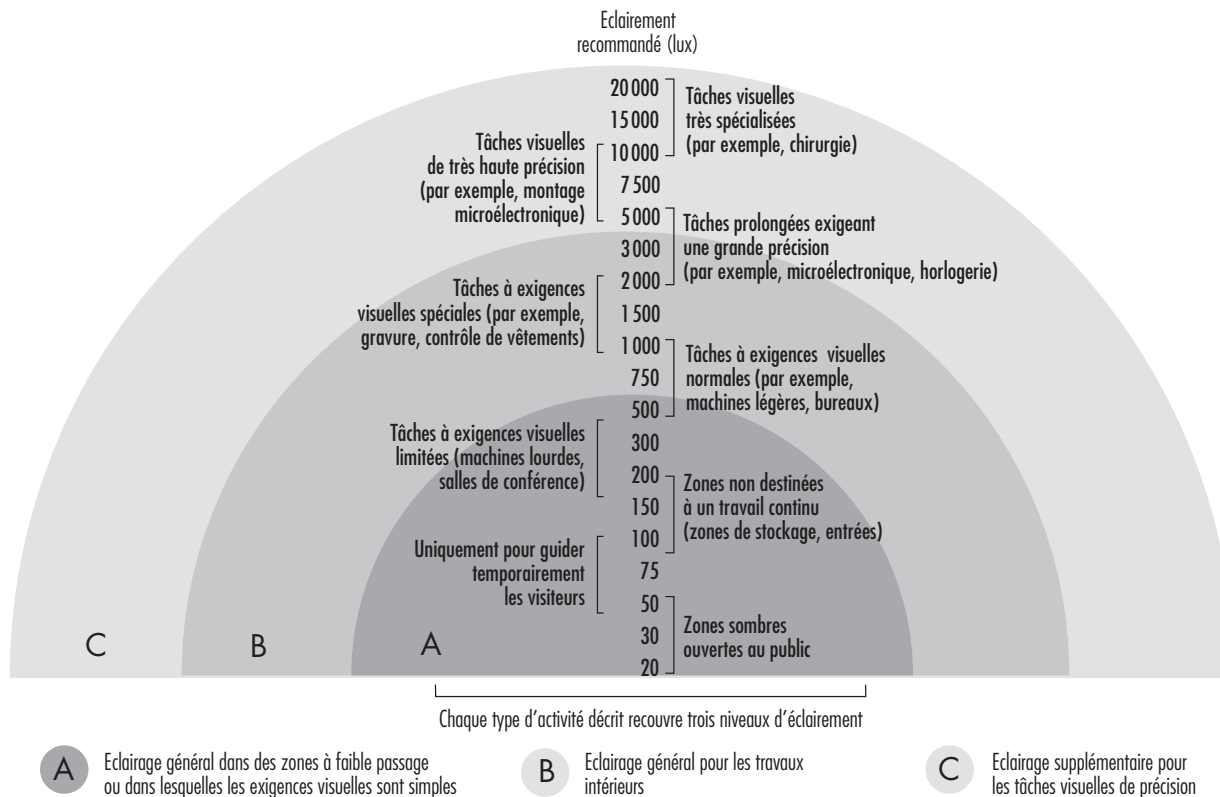 Eclairement
recommandé (lux)
20 000
15 000
10 000
7 500
5 000
3 000
2 000
1 500
1 000
750
500
300
200
150
100
75
50
30
20
Tâches visuelles
très spécialisées
(par exemple, chirurgie)
Tâches visuelles
de très haute précision
(par exemple, montage
microélectronique)
Tâches prolongées exigeant
une grande précision
(par exemple, microélectronique, horlogerie)
Tâches à exigences
visuelles spéciales (par exemple,
gravure, contrôle de vêtements)
Tâches à exigences visuelles
normales (par exemple,
machines légères, bureaux)
Tâches à exigences visuelles
limitées (machines lourdes,
salles de conférence)
Zones non destinées
à un travail continu
(zones de stockage, entrées)
Uniquement pour guider
temporairement
les visiteurs
Zones sombres
ouvertes au public
C
B
A
Chaque type d'activité décrit recouvre trois niveaux d'éclairement
A
Eclairage général dans des zones à faible passage
ou dans lesquelles les exigences visuelles sont simples
B
Eclairage général pour les travaux
intérieurs
C
Eclairage supplémentaire pour
les tâches visuelles de précision